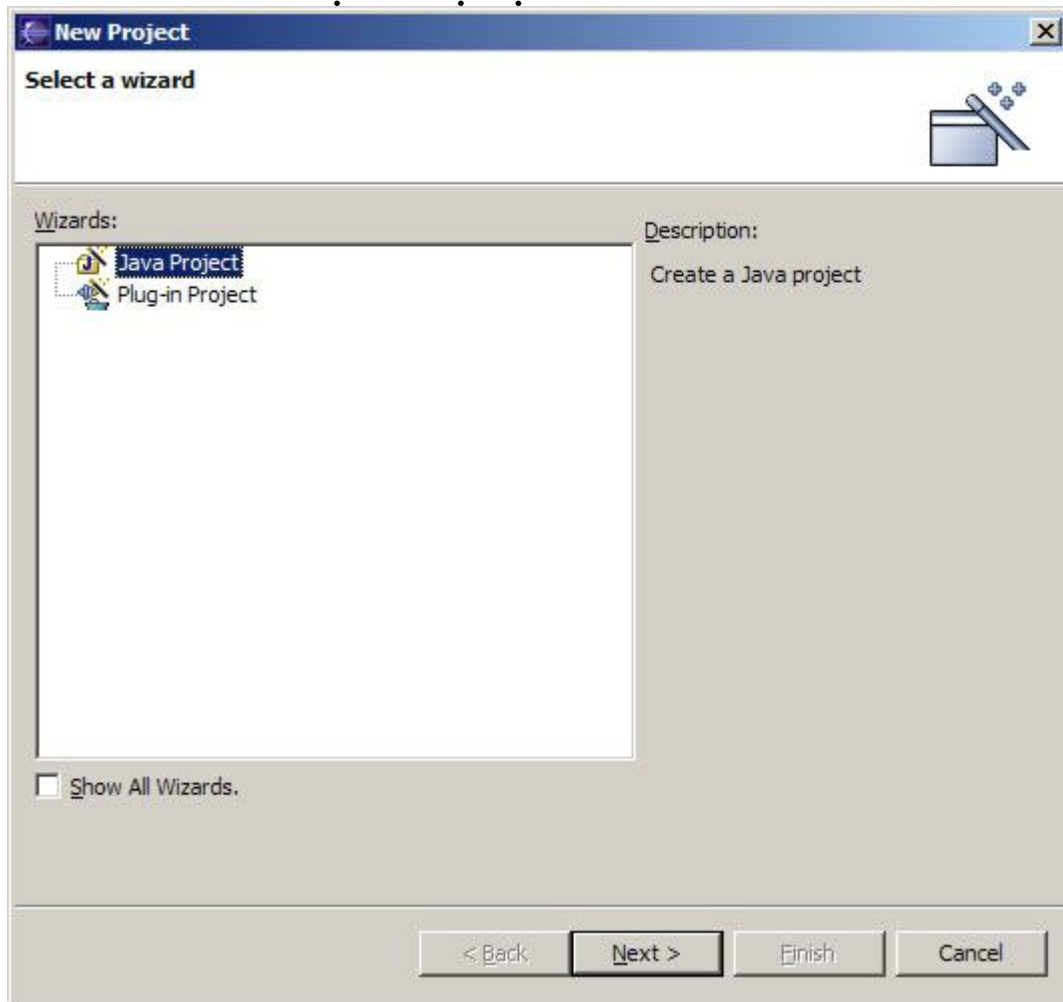 New Project
Select a wizard
Wizards:
Description:
Java Project
Create a Java project
Plug-in Project
Show All Wizards.
< Back
Next >
Finish
Cancel